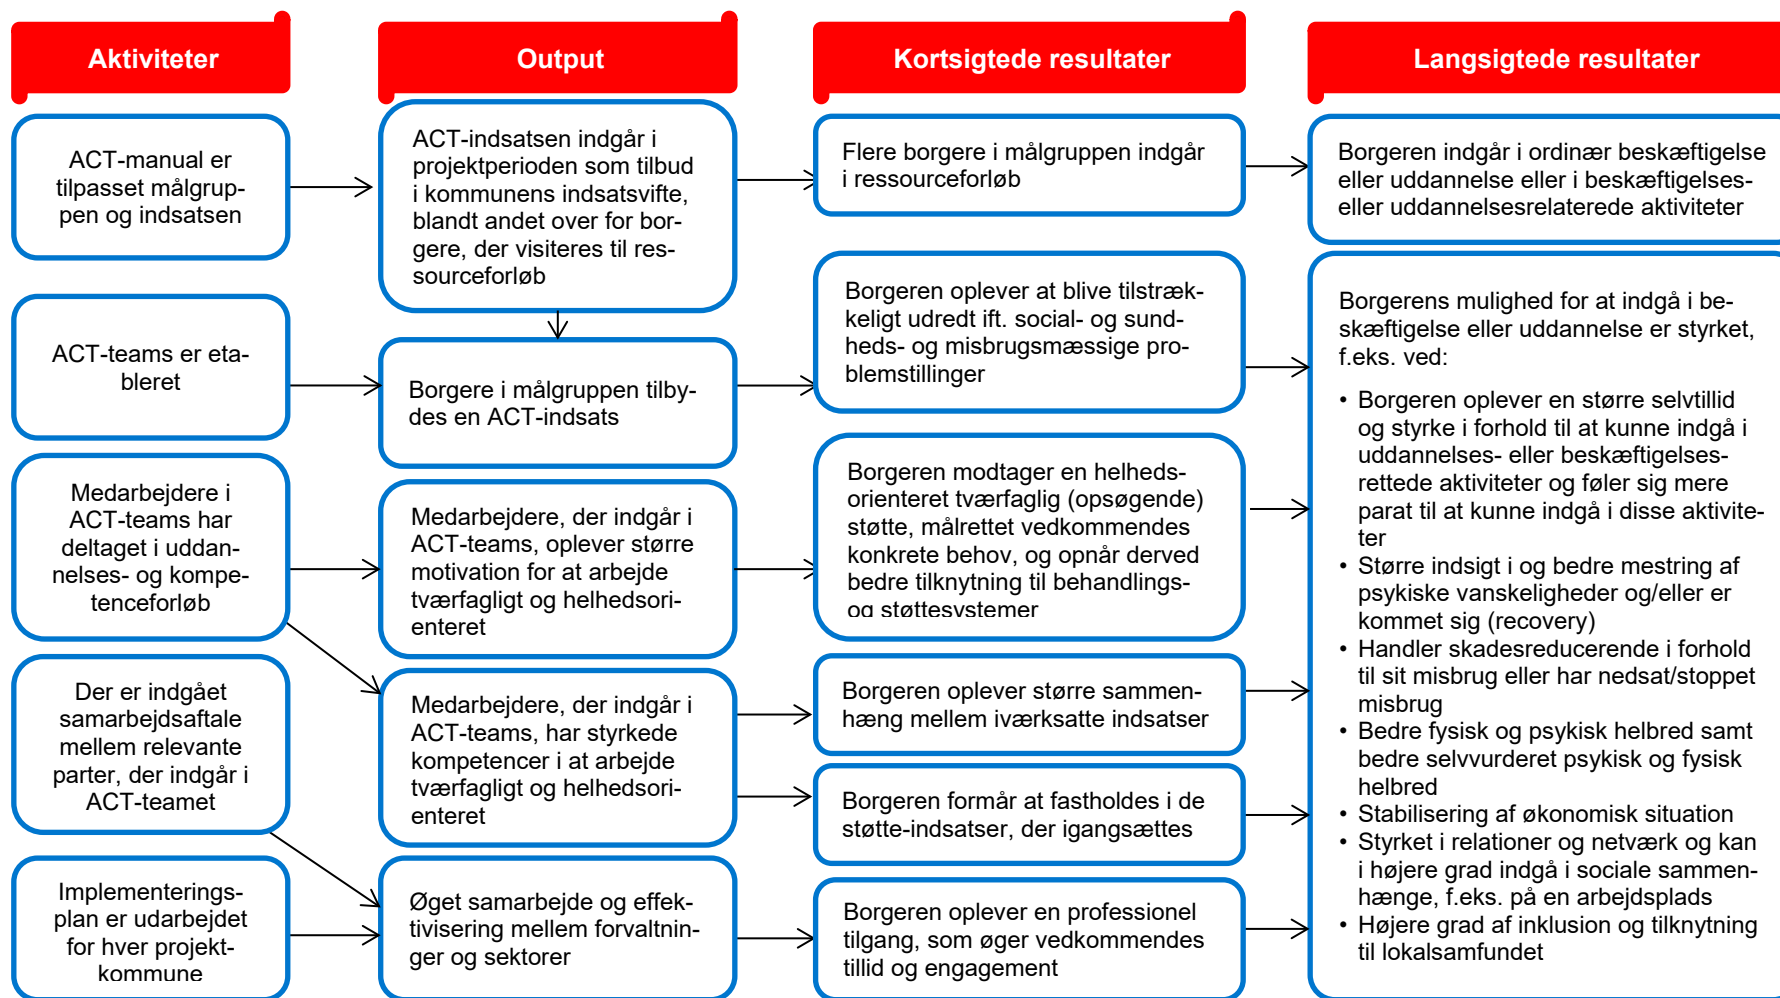 Aktiviteter
ACT-manual er
tilpasset målgrup-
pen og indsatsen
ACT-teams er eta-
bleret
Medarbejdere i
ACT-teams har
deltaget i uddan-
nelses- og kompe-
tenceforløb
Der er indgået
samarbejdsaftale
mellem relevante
parter, der indgår i
ACT-teamet
Implementerings-
plan er udarbejdet
for hver projekt-
kommune
Output
ACT-indsatsen indgår i
projektperioden som tilbud
i kommunens indsatsvifte,
blandt andet over for bor-
gere, der visiteres til res-
sourceforløb
Borgere i målgruppen tilby-
des en ACT-indsats
Medarbejdere, der indgår i
ACT-teams, oplever større
motivation for at arbejde
tværfagligt og helhedsori-
enteret
Medarbejdere, der indgår i
ACT-teams, har styrkede
kompetencer i at arbejde
tværfagligt og helhedsori-
enteret
Øget samarbejde og effek-
tivisering mellem forvaltnin-
ger og sektorer
Kortsigtede resultater
Flere borgere i målgruppen indgår
i ressourceforløb
Borgeren oplever at blive tilstræk-
keligt udredt ift. social- og sund-
heds- og misbrugsmæssige pro-
blemstillinger
Borgeren modtager en helheds-
orienteret tværfaglig (opsøgende)
støtte, målrettet vedkommendes
konkrete behov, og opnår derved
bedre tilknytning til behandlings-
og støttesystemer
Borgeren oplever større sammen-
hæng mellem iværksatte indsatser
Borgeren formår at fastholdes i de
støtte-indsatser, der igangsættes
Borgeren oplever en professionel
tilgang, som øger vedkommendes
tillid og engagement
Langsigtede resultater
Borgeren indgår i ordinær beskæftigelse
eller uddannelse eller i beskæftigelses-
eller uddannelsesrelaterede aktiviteter
Borgerens mulighed for at indgå i be-
skæftigelse eller uddannelse er styrket,
f.eks. ved:
• Borgeren oplever en større selvtillid
og styrke i forhold til at kunne indgå i
uddannelses- eller beskæftigelses-
rettede aktiviteter og føler sig mere
parat til at kunne indgå i disse aktivite-
ter
• Større indsigt i og bedre mestring af
psykiske vanskeligheder og/eller er
kommet sig (recovery)
• Handler skadesreducerende i forhold
til sit misbrug eller har nedsat/stoppet
misbrug
• Bedre fysisk og psykisk helbred samt
bedre selvvurderet psykisk og fysisk
helbred
• Stabilisering af økonomisk situation
• Styrket i relationer og netværk og kan
i højere grad indgå i sociale sammen-
hænge, f.eks. på en arbejdsplads
• Højere grad af inklusion og tilknytning
til lokalsamfundet